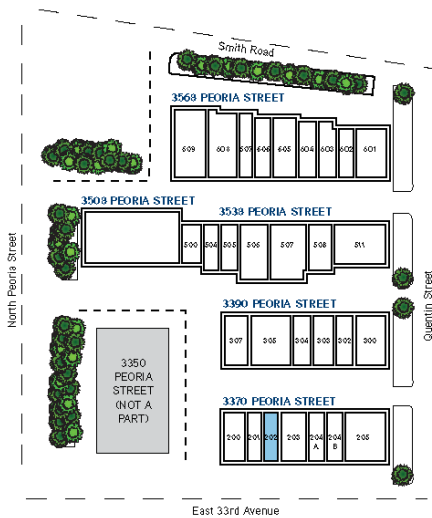 Smith Road
3568 PEORIA STREET
609 608 507 606 605 604 603 602 601
3508 PEORIA STREET 3538 PEORIA STREET
500 504 505 506 507 508 511
North Peoria Street
Quentin Street
3390 PEORIA STREET
307 305 304 303 302 300
3350
PEORIA
STREET
(NOT A
PART)
3370 PEORIA STREET
200 201 202 203 204 A 204 B 205
East 33rd Avenue